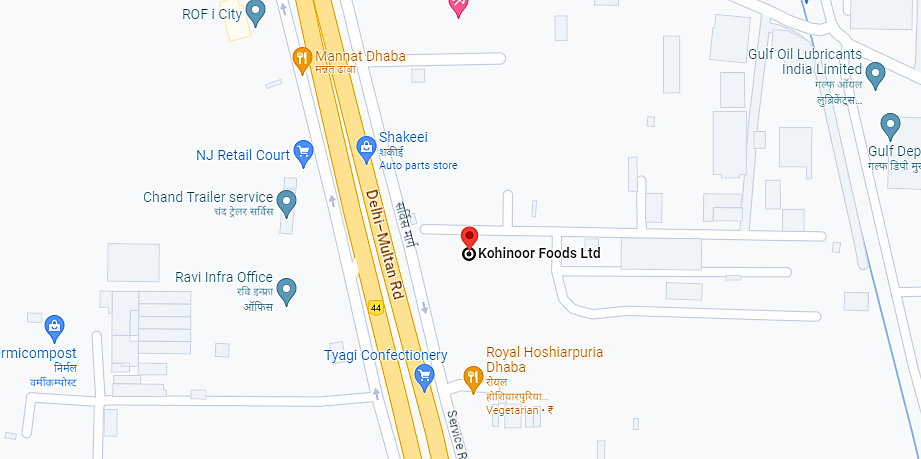 ROF i City
Mannat Dhaba
मन्नत ढाबा
Gulf Oil Lubricants
India Limited
गल्फ ऑयल
लुब्रिकेंट्स...
Shakeei
शकीई
Auto parts store
NJ Retail Court
Gulf Dep
गल्फ डिपो मु
Chand Trailer service
चंद ट्रेलर सर्विस
Delhi-Multan Rd
सर्विस मार्ग
Kohinoor Foods Ltd
Ravi Infra Office
रवि इन्फ्रा
ऑफिस
44
rmicompost
निर्मल
वर्मीकम्पोस्ट
Tyagi Confectionery
Royal Hoshiarpuria
Dhaba
रोयल
होशियारपुरिया...
Vegetarian • ₹
Service R